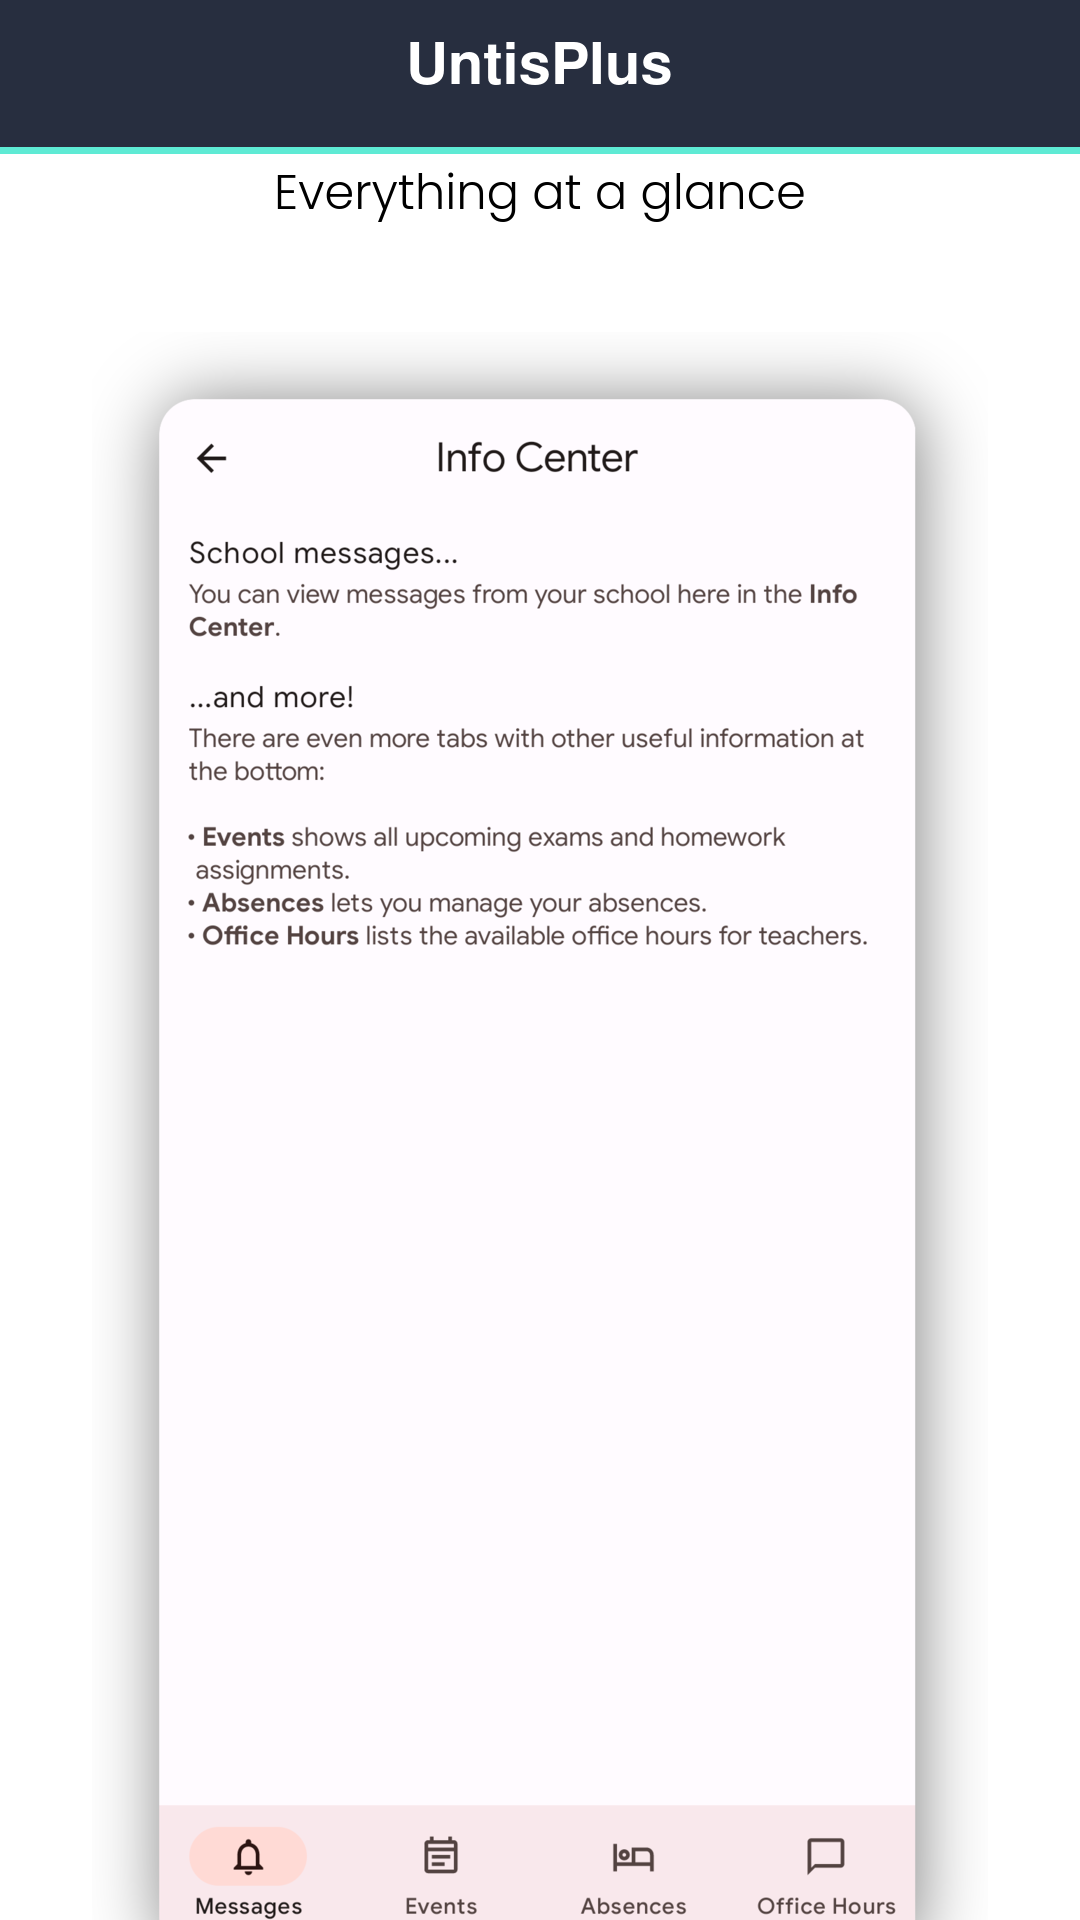 UntisPlus
Everything at a glance
Info Center
School messages...
You can view messages from your school here in the Info
Center.
...and more!
There are even more tabs with other useful information at
the bottom:
• Events shows all upcoming exams and homework
assignments.
• Absences lets you manage your absences.
• Office Hours lists the available office hours for teachers.
Messages Events Absences Office Hours